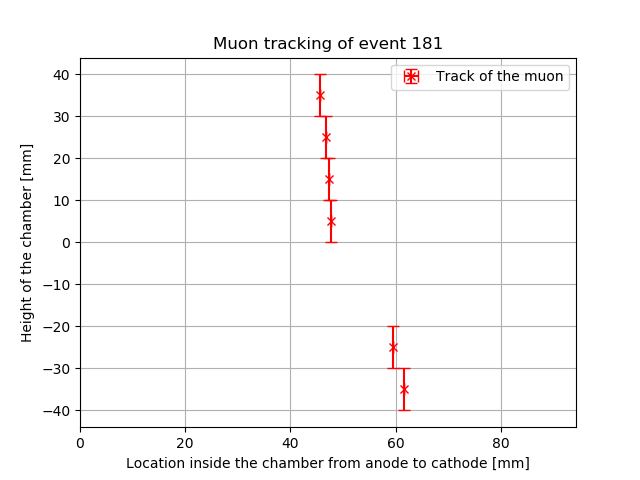 Muon tracking of event 181
Track of the muon
40
30
20
10
0
−10
−20
−30
−40
Height of the chamber [mm]
0 20 40 60 80
Location inside the chamber from anode to cathode [mm]